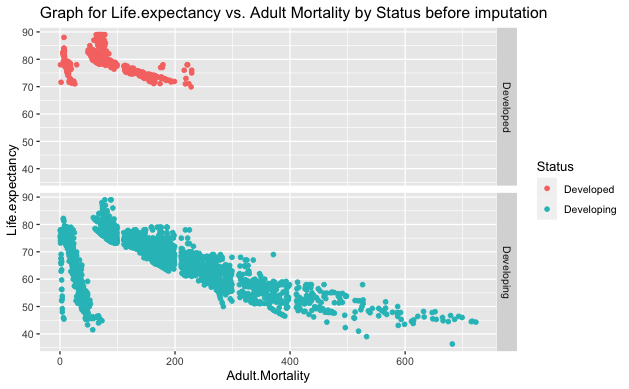 Graph for Life.expectancy vs. Adult Mortality by Status before imputation
90
80
70
60
50
40
Developed
90
80
70
60
50
40
Developing
Life.expectancy
0
200
400
600
Adult.Mortality
Status
Developed
Developing